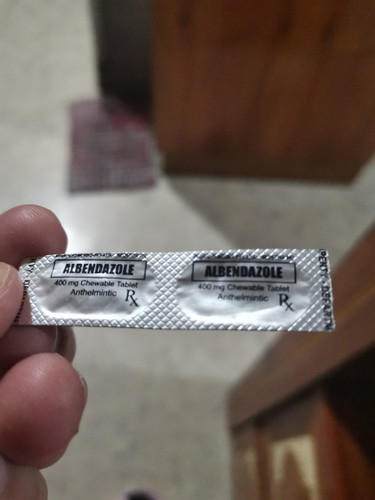 ALBENDAZOLE
400 mg Chewable Tablet
Anthelmintic Rx
ALBENDAZOLE
400 mg Chewable Tablet
Anthelmintic Rx